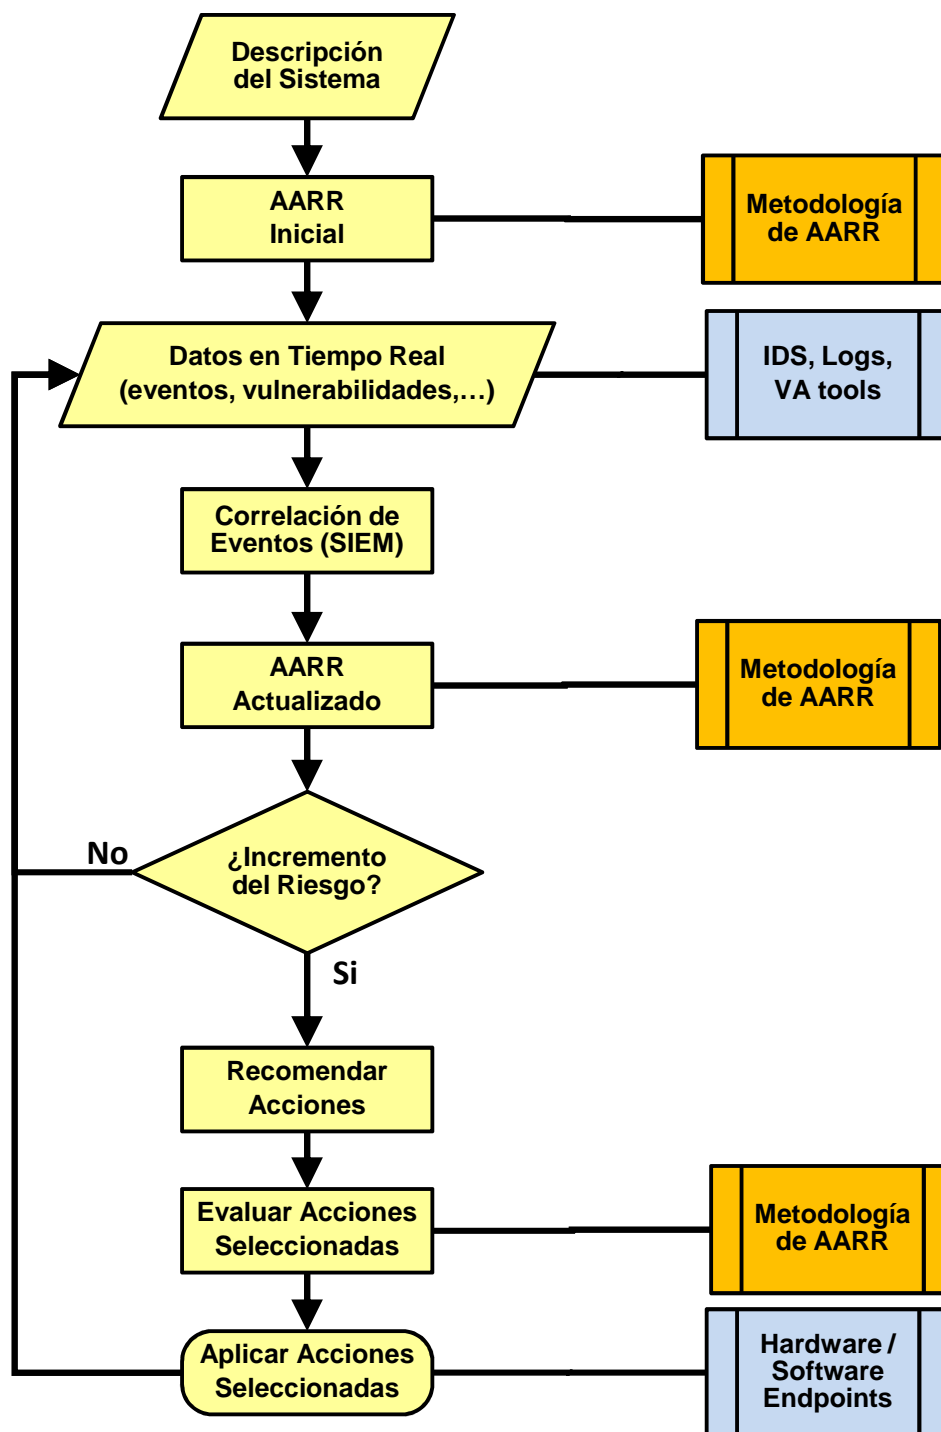 Descripción
del Sistema
AARR
Inicial
Metodología
de AARR
Datos en Tiempo Real
(eventos, vulnerabilidades,…)
IDS, Logs,
VA tools
Correlación de
Eventos (SIEM)
AARR
Actualizado
Metodología
de AARR
No
¿Incremento
del Riesgo?
Si
Recomendar
Acciones
Evaluar Acciones
Seleccionadas
Metodología
de AARR
Aplicar Acciones
Seleccionadas
Hardware /
Software
Endpoints